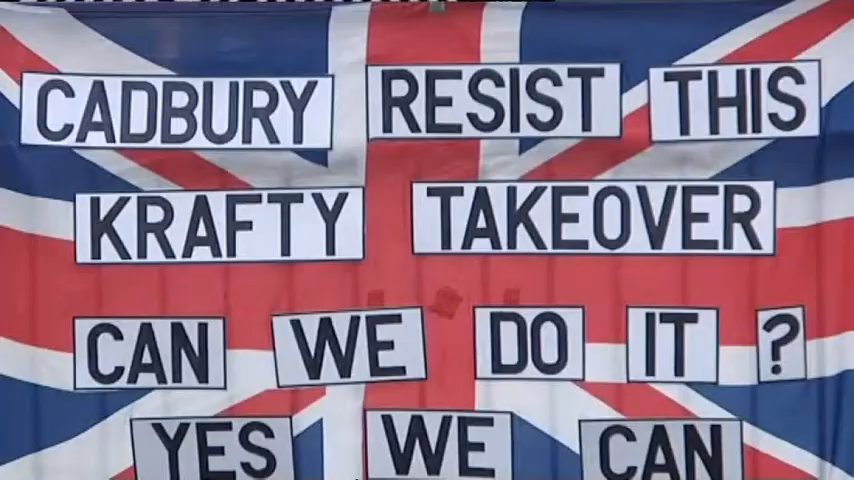 CADBURY RESIST THIS
KRAFTY TAKEOVER
CAN WE DO IT ?
YES WE CAN